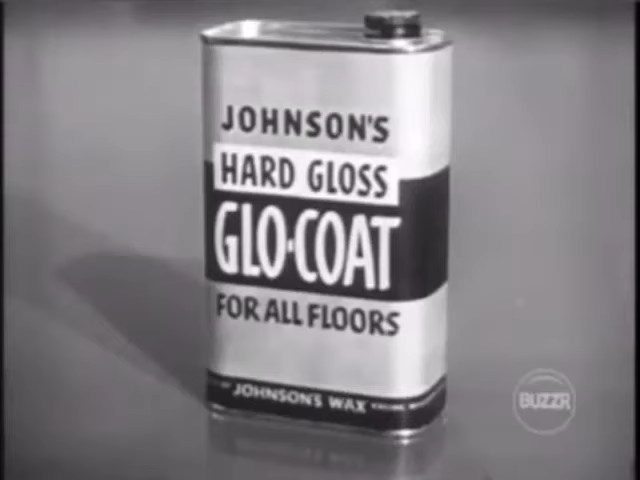 JOHNSON'S
HARD GLOSS
GLO-COAT
FOR ALL FLOORS
JOHNSON'S WAX
BUZZR